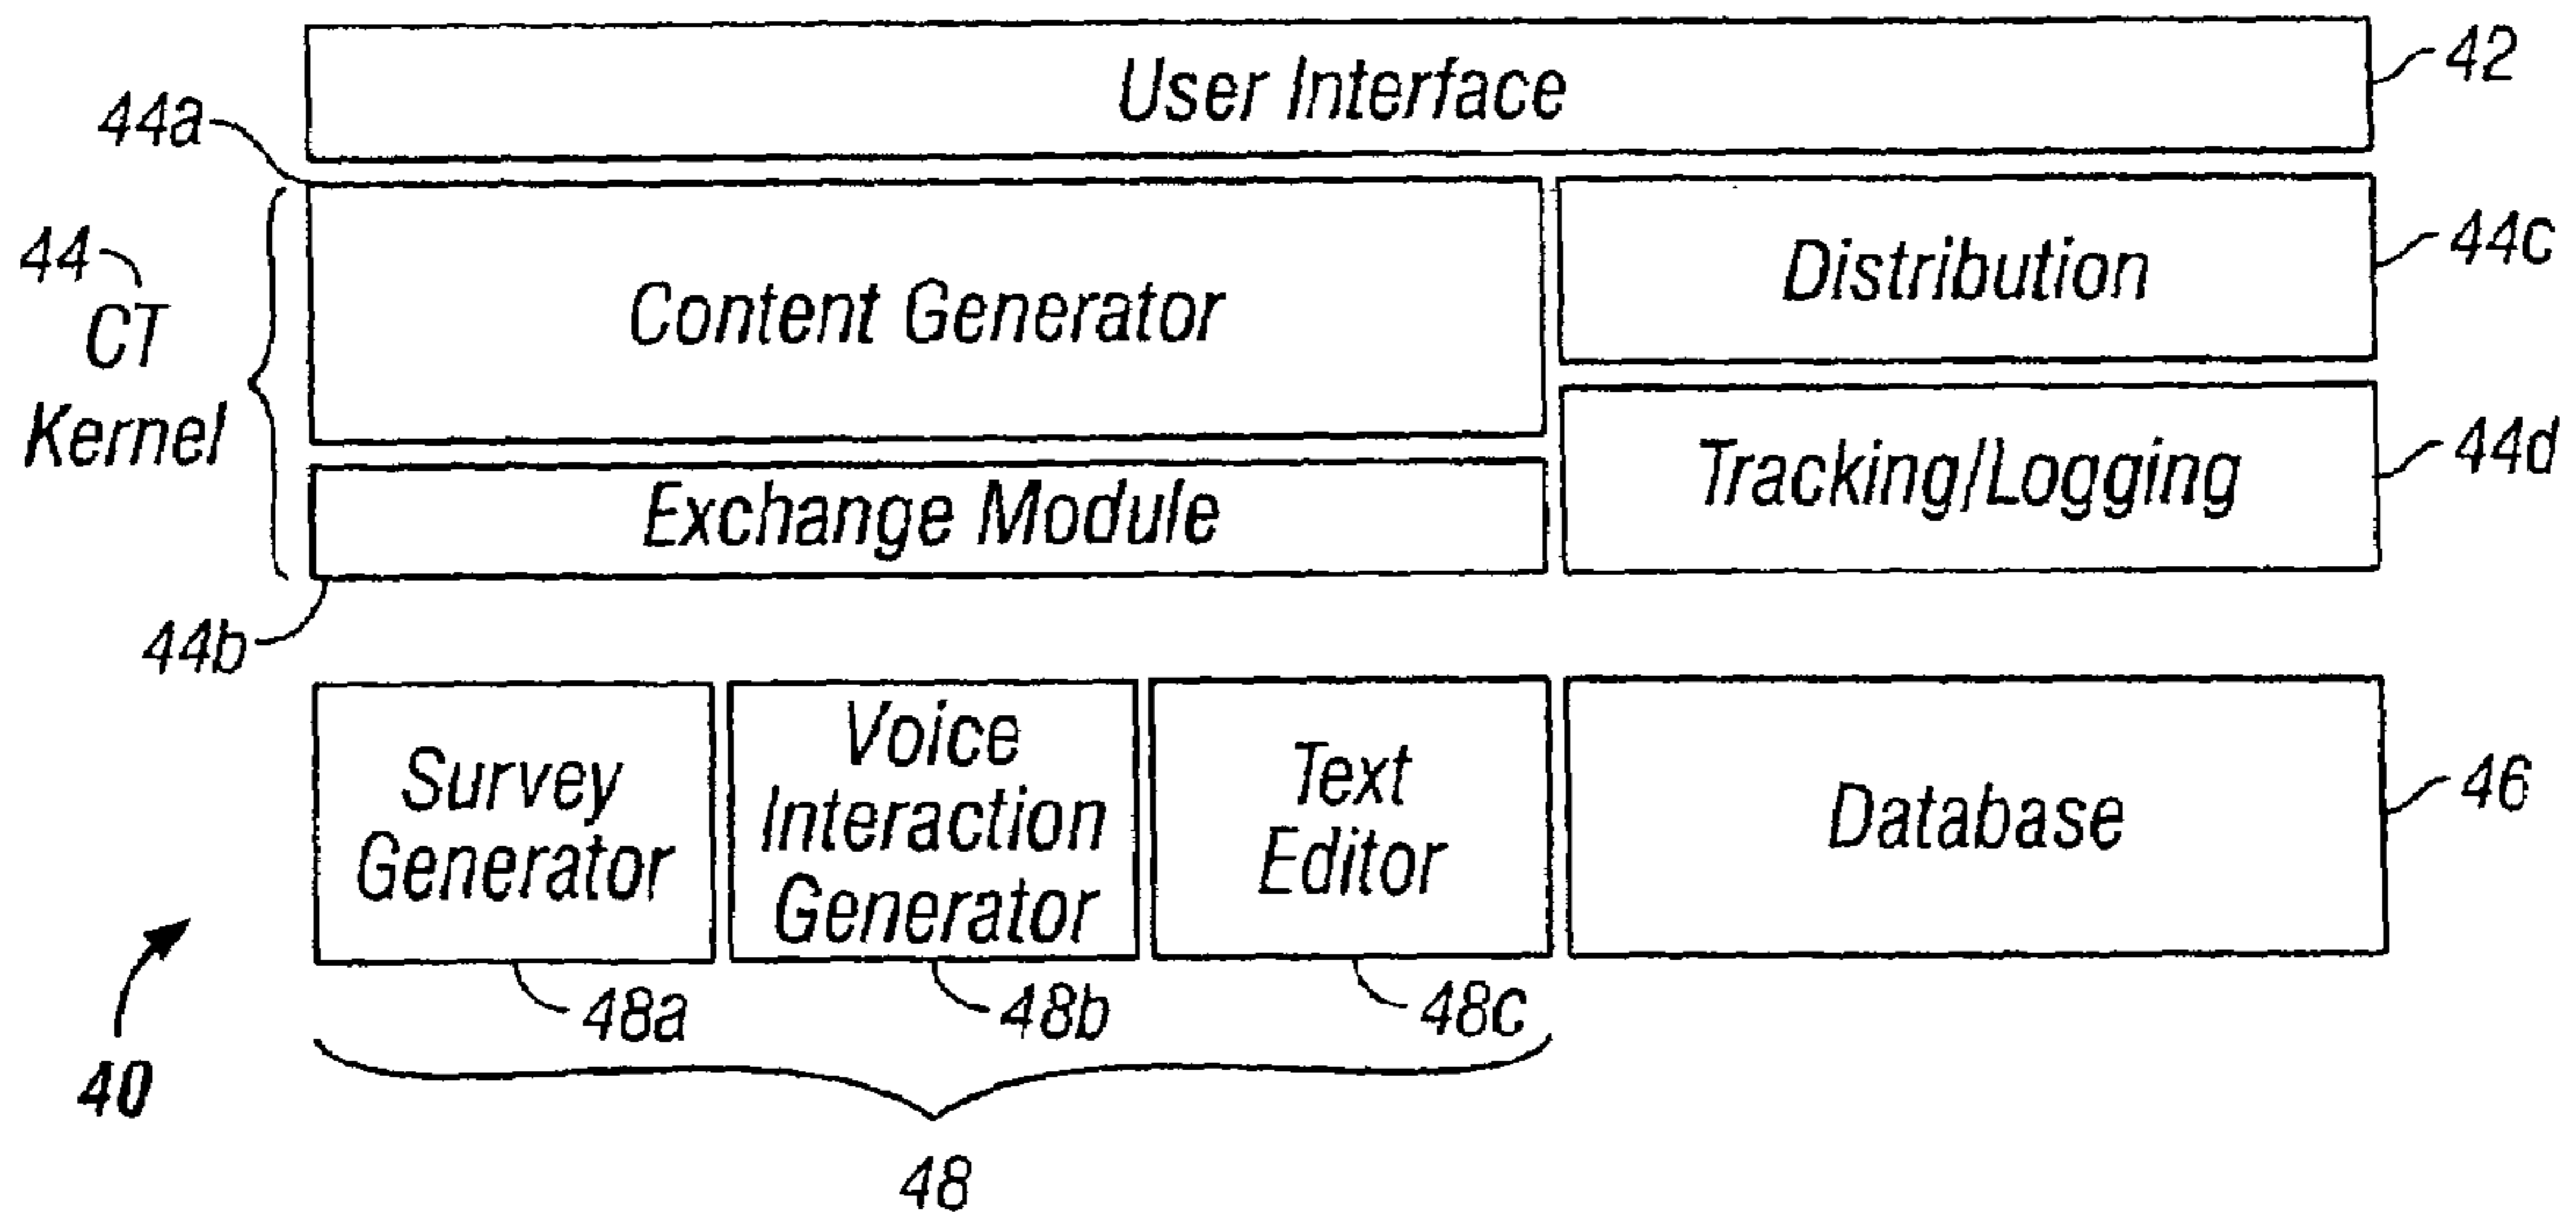 User Interface
42
44a
44
CT
Kernel
Content Generator
Distribution
44c
Exchange Module
Tracking/Logging
44d
44b
Survey
Generator
Voice
Interaction
Generator
Text
Editor
Database
46
48a
48b
48c
40
48